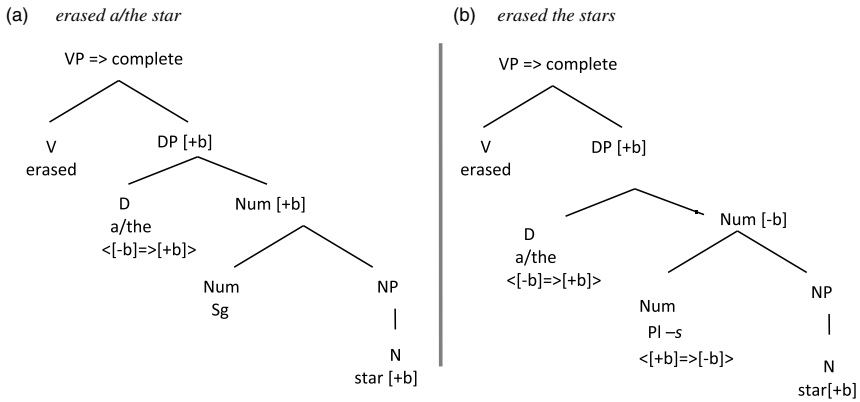 (a) erased a/the star
VP => complete
V
erased
DP [+b]
D
a/the
<[-b]=>[+b]>
Num [+b]
Num
Sg
NP
N
star [+b]
(b) erased the stars
VP => complete
V
erased
DP [+b]
D
a/the
<[-b]=>[+b]>
Num [-b]
Num
Pl –s
<[+b]=>[-b]>
NP
N
star[+b]